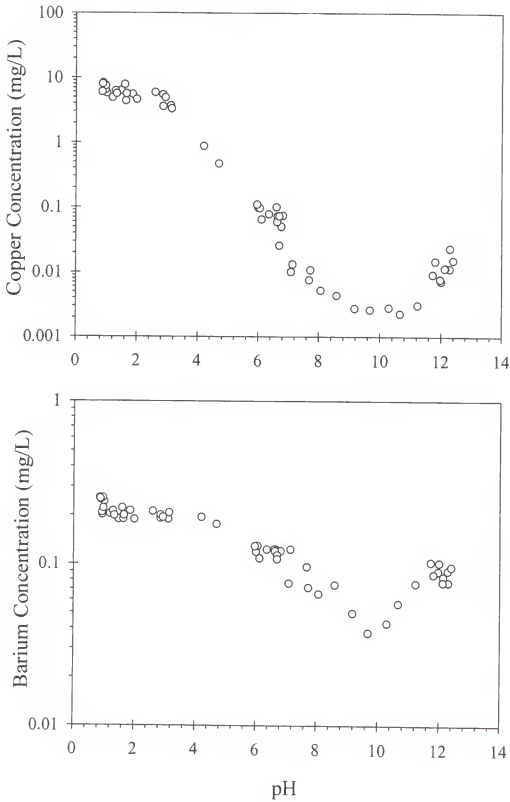 Copper Concentration (mg/L)
100
10
1
0.1
0.01
0.001
0 2 4 6 8 10 12 14
Barium Concentration (mg/L)
1
0.1
0.01
0 2 4 6 8 10 12 14
pH